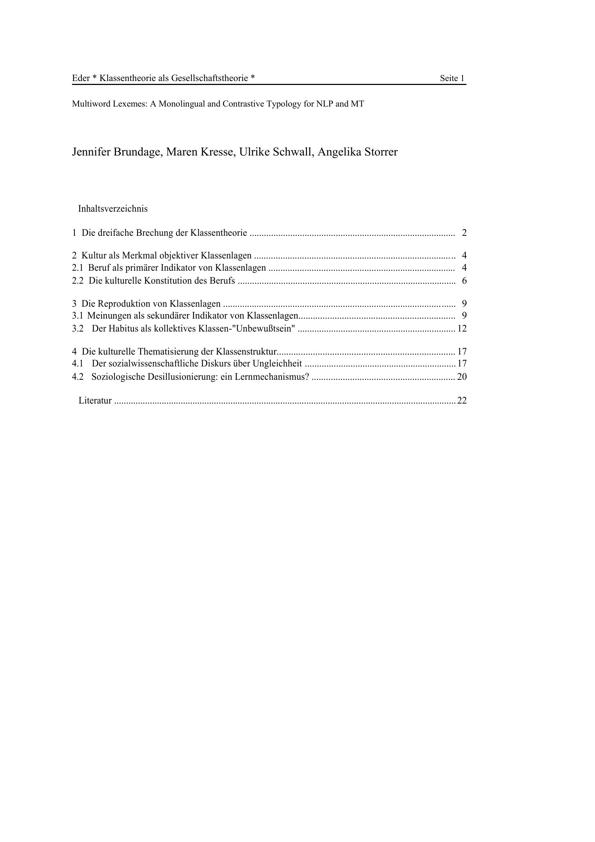 Eder * Klassentheorie als Gesellschaftstheorie * Seite 1
Multiword Lexemes: A Monolingual and Contrastive Typology for NLP and MT
Jennifer Brundage, Maren Kresse, Ulrike Schwall, Angelika Storrer
Inhaltsverzeichnis
1 Die dreifache Brechung der Klassentheorie ..... 2
2 Kultur als Merkmal objektiver Klassenlagen ..... 4
2.1 Beruf als primärer Indikator von Klassenlagen ..... 4
2.2 Die kulturelle Konstitution des Berufs ..... 6
3 Die Reproduktion von Klassenlagen ..... 9
3.1 Meinungen als sekundärer Indikator von Klassenlagen..... 9
3.2 Der Habitus als kollektives Klassen-"Unbewußtsein" ..... 12
4 Die kulturelle Thematisierung der Klassenstruktur..... 17
4.1 Der sozialwissenschaftliche Diskurs über Ungleichheit ..... 17
4.2 Soziologische Desillusionierung: ein Lernmechanismus? ..... 20
Literatur ..... 22